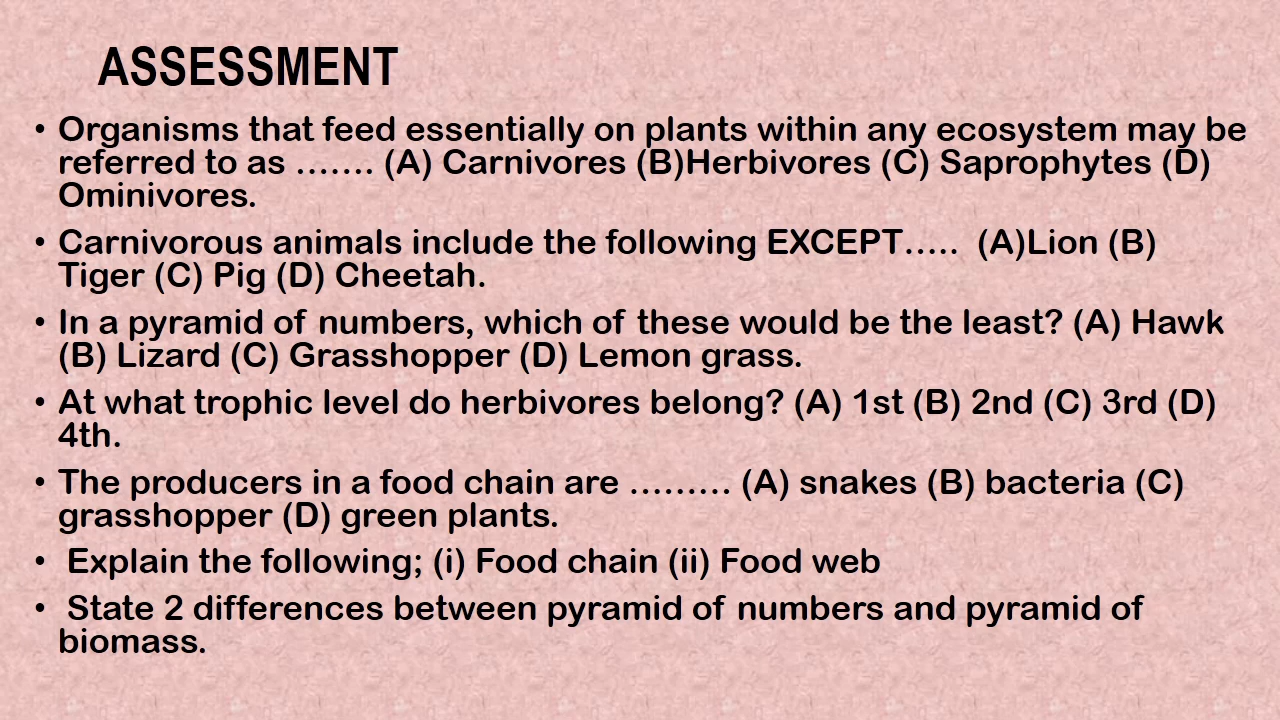 ASSESSMENT
• Organisms that feed essentially on plants within any ecosystem may be
referred to as ....... (A) Carnivores (B)Herbivores (C) Saprophytes (D)
Ominivores.
• Carnivorous animals include the following EXCEPT..... (A)Lion (B)
Tiger (C) Pig (D) Cheetah.
• In a pyramid of numbers, which of these would be the least? (A) Hawk
(B) Lizard (C) Grasshopper (D) Lemon grass.
• At what trophic level do herbivores belong? (A) 1st (B) 2nd (C) 3rd (D)
4th.
• The producers in a food chain are ......... (A) snakes (B) bacteria (C)
grasshopper (D) green plants.
• Explain the following; (i) Food chain (ii) Food web
• State 2 differences between pyramid of numbers and pyramid of
biomass.